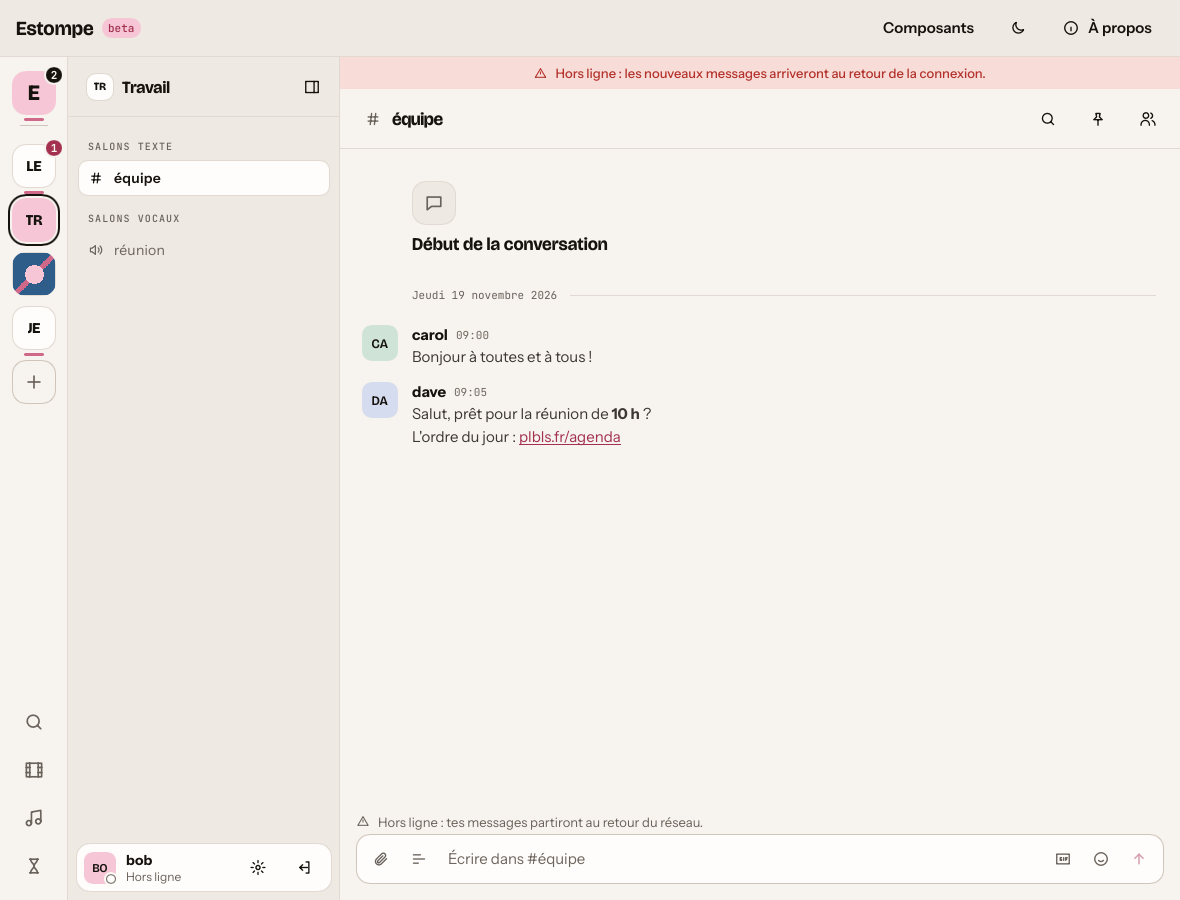 Estompe beta
Composants
À propos
E 2
LE 1
TR
JE
TR Travail
SALONS TEXTE
# équipe
SALONS VOCAUX
réunion
BO bob
Hors ligne
Hors ligne : les nouveaux messages arriveront au retour de la connexion.
# équipe
Début de la conversation
Jeudi 19 novembre 2026
CA carol 09:00
Bonjour à toutes et à tous !
DA dave 09:05
Salut, prêt pour la réunion de 10 h ?
L'ordre du jour : plbls.fr/agenda
Hors ligne : tes messages partiront au retour du réseau.
Écrire dans #équipe
GIF